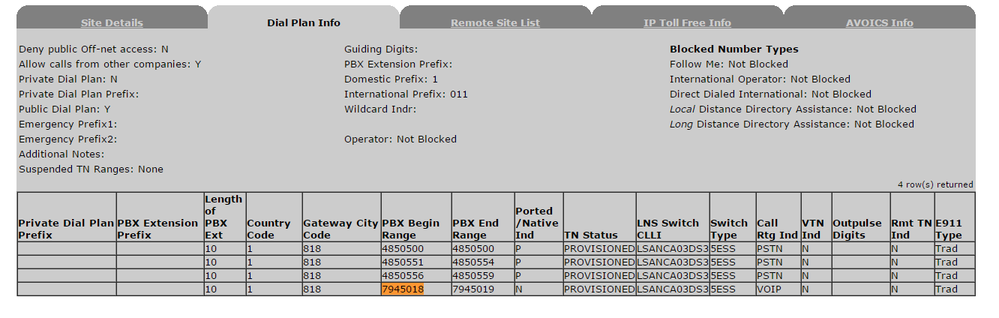 Site Details Dial Plan Info Remote Site List IP Toll Free Info AVOICS Info
Deny public Off-net access: N Guiding Digits: Blocked Number Types
Allow calls from other companies: Y PBX Extension Prefix: Follow Me: Not Blocked
Private Dial Plan: N Domestic Prefix: 1 International Operator: Not Blocked
Private Dial Plan Prefix: International Prefix: 011 Direct Dialed International: Not Blocked
Public Dial Plan: Y Wildcard Indr: Local Distance Directory Assistance: Not Blocked
Emergency Prefix1: Long Distance Directory Assistance: Not Blocked
Emergency Prefix2: Operator: Not Blocked
Additional Notes:
Suspended TN Ranges: None
4 row(s) returned
Private Dial Plan Prefix PBX Extension Prefix Length of PBX Ext Country Code Gateway City Code PBX Begin Range PBX End Range Ported /Native Ind TN Status LNS Switch CLLI Switch Type Call Rtg Ind VTN Ind Outpulse Digits Rmt TN Ind E911 Type
10 1 818 4850500 4850500 P PROVISIONED LSANCA03DS3 5ESS PSTN N N Trad
10 1 818 4850551 4850554 P PROVISIONED LSANCA03DS3 5ESS PSTN N N Trad
10 1 818 4850556 4850559 P PROVISIONED LSANCA03DS3 5ESS PSTN N N Trad
10 1 818 7945018 7945019 N PROVISIONED LSANCA03DS3 5ESS VOIP N N Trad